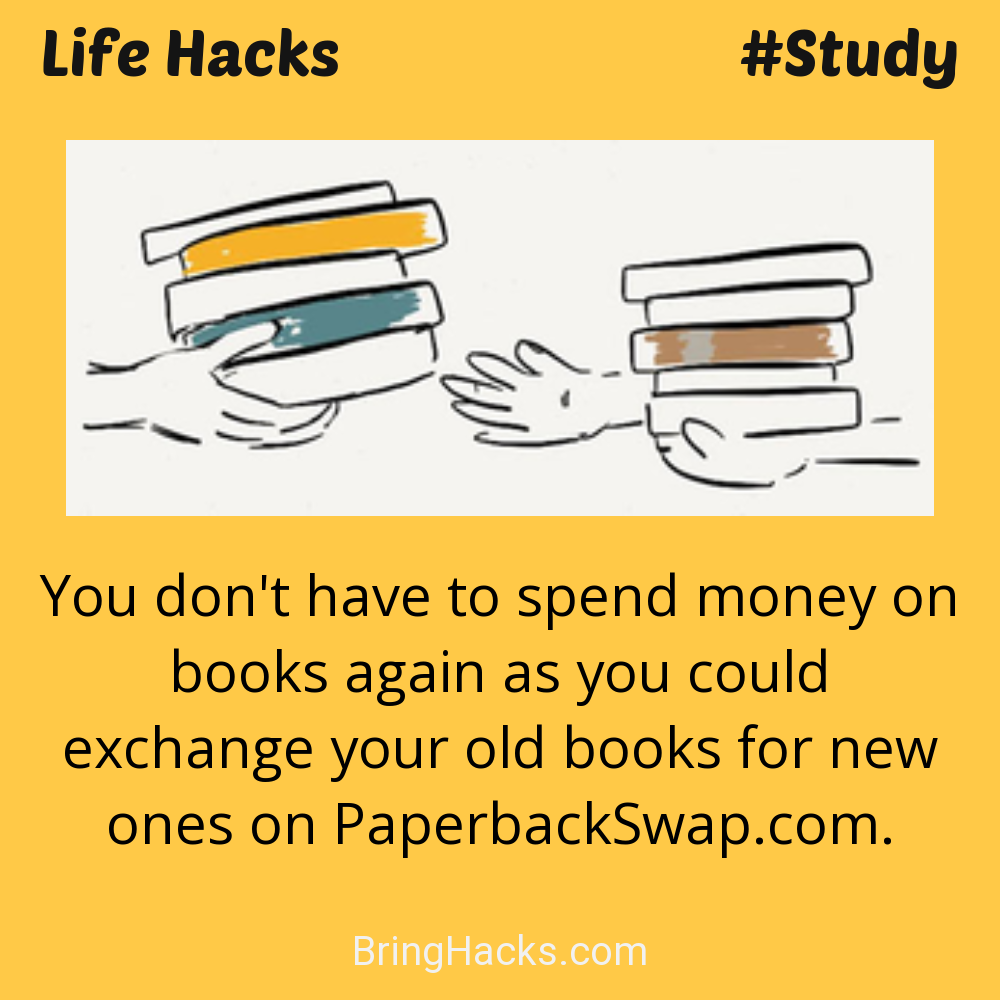 Life Hacks #Study
You don't have to spend money on
books again as you could
exchange your old books for new
ones on PaperbackSwap.com.
BringHacks.com